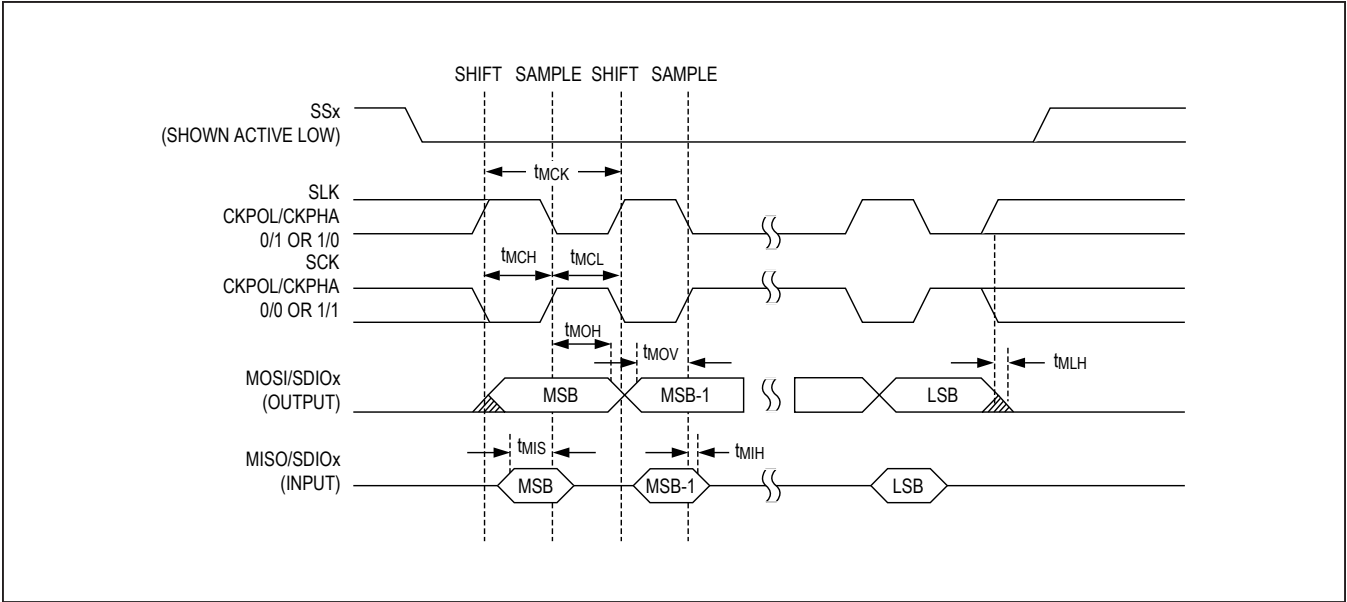 SHIFT SAMPLE SHIFT SAMPLE
SSx
(SHOWN ACTIVE LOW)
tMCK
SLK
CKPOL/CKPHA
0/1 OR 1/0
tMCH tMCL
SCK
CKPOL/CKPHA
0/0 OR 1/1
tMOH
tMOV
tMLH
MOSI/SDIOx
(OUTPUT)
MSB MSB-1 LSB
tMIS tMIH
MISO/SDIOx
(INPUT)
MSB MSB-1 LSB